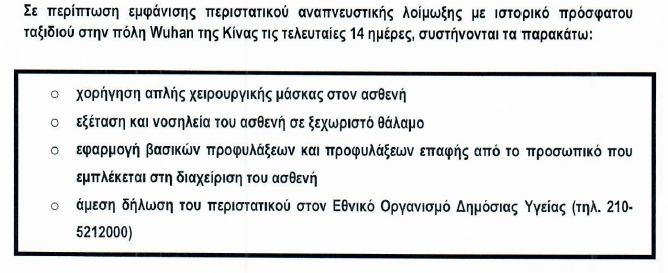 Σε περίπτωση εμφάνισης περιστατικού αναπνευστικής λοίμωξης με ιστορικό πρόσφατου
ταξιδιού στην πόλη Wuhan της Κίνας τις τελευταίες 14 ημέρες, συστήνονται τα παρακάτω:
○ χορήγηση απλής χειρουργικής μάσκας στον ασθενή
○ εξέταση και νοσηλεία του ασθενή σε ξεχωριστό θάλαμο
○ εφαρμογή βασικών προφυλάξεων και προφυλάξεων επαφής από το προσωπικό που
εμπλέκεται στη διαχείριση του ασθενή
○ άμεση δήλωση του περιστατικού στον Εθνικό Οργανισμό Δημόσιας Υγείας (τηλ. 210-
5212000)